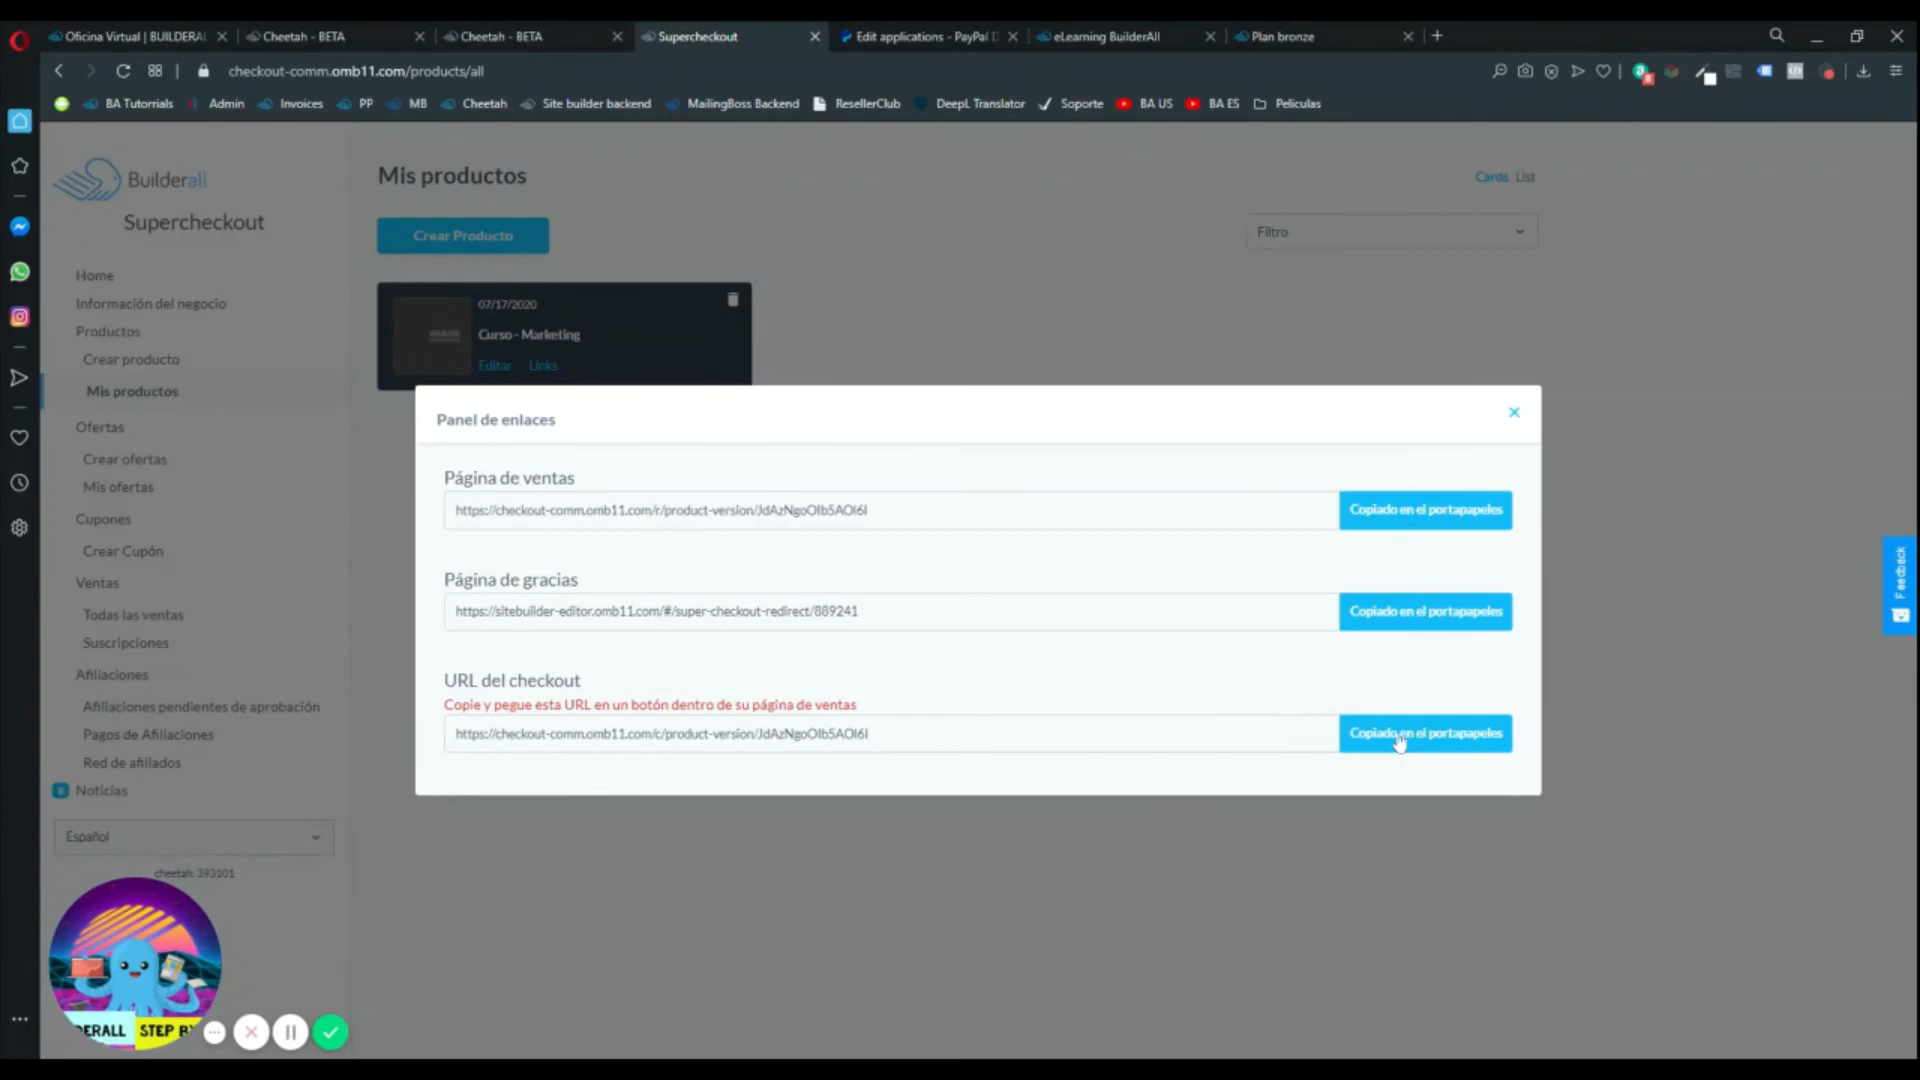 Oficina Virtual | BUILDERAL
Cheetah - BETA
Cheetah - BETA
Supercheckout
Edit applications - PayPal D
eLearning BuilderAll
Plan bronze
checkout-comm.omb11.com/products/all
BA Tutorrials
Admin
Invoices
PP
MB
Cheetah
Site builder backend
MailingBoss Backend
ResellerClub
DeepL Translator
Soporte
BA US
BA ES
Peliculas
Builderall
Supercheckout
Home
Información del negocio
Productos
Crear producto
Mis productos
Ofertas
Crear ofertas
Mis ofertas
Cupones
Crear Cupón
Ventas
Todas las ventas
Suscripciones
Afiliaciones
Afiliaciones pendientes de aprobación
Pagos de Afiliaciones
Red de afiliados
Noticias
Español
cheetah: 393101
ERALL STEP BY
Mis productos
Cards List
Crear Producto
Filtro
07/17/2020
IMAGE
Curso - Marketing
Editar Links
Panel de enlaces
Página de ventas
https://checkout-comm.omb11.com/r/product-version/JdAzNgoOIb5AOl6l
Copiado en el portapapeles
Página de gracias
https://sitebuilder-editor.omb11.com/#/super-checkout-redirect/889241
Copiado en el portapapeles
URL del checkout
Copie y pegue esta URL en un botón dentro de su página de ventas
https://checkout-comm.omb11.com/c/product-version/JdAzNgoOIb5AOl6l
Copiado en el portapapeles
Feedback